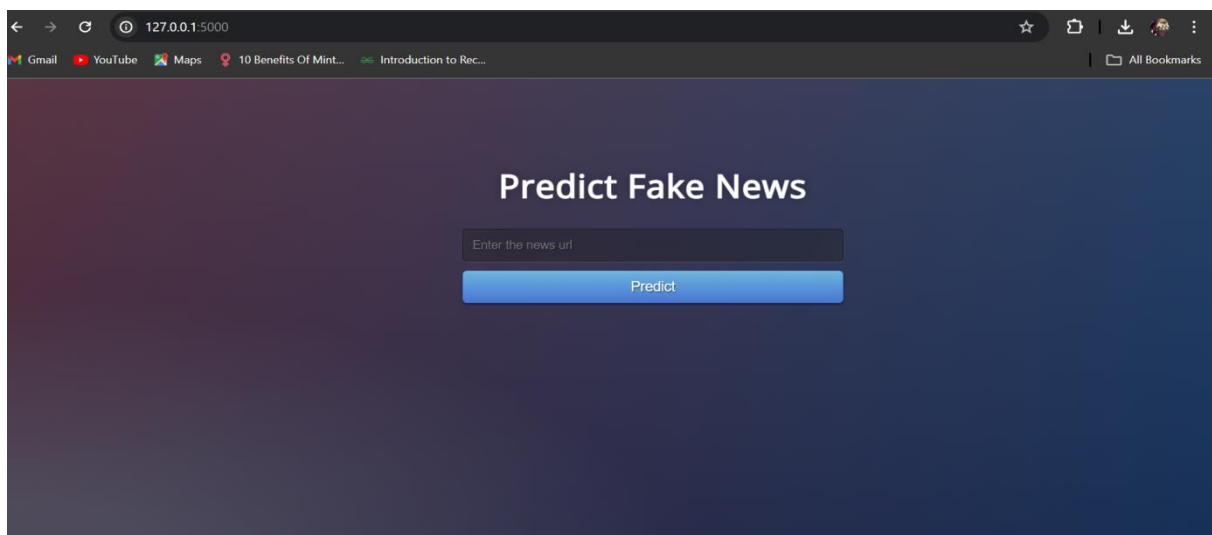 127.0.0.1:5000
Gmail YouTube Maps 10 Benefits Of Mint... Introduction to Rec... All Bookmarks
Predict Fake News
Enter the news url
Predict